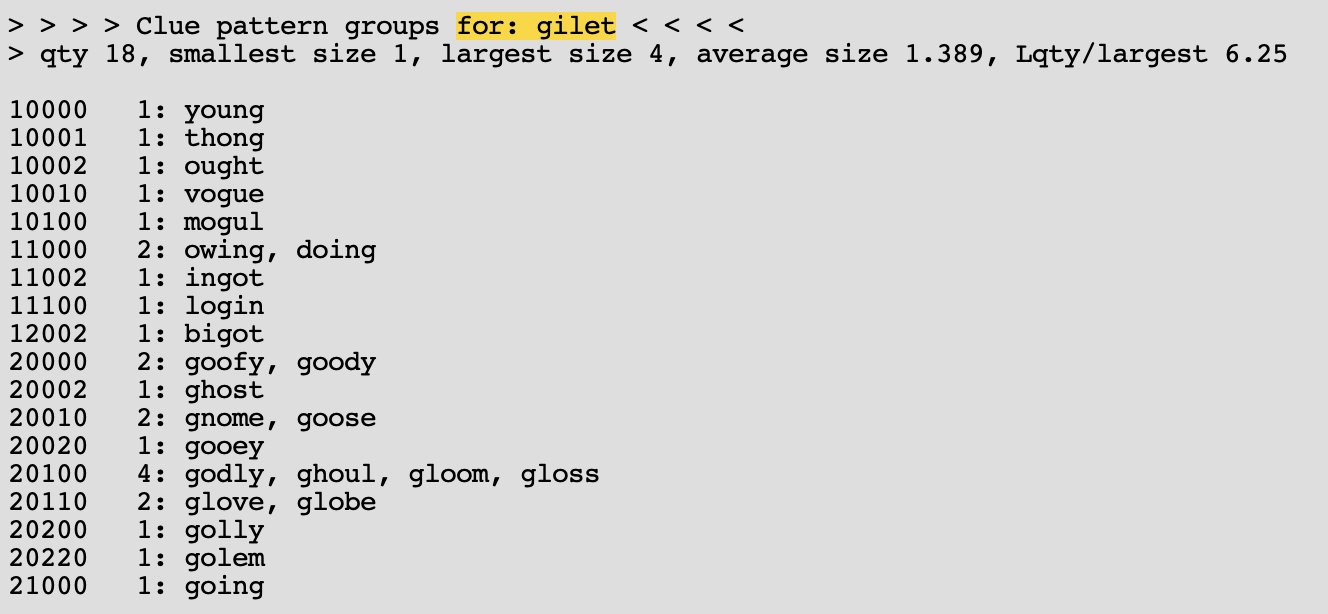 > > > > Clue pattern groups for: gilet < < < <
> qty 18, smallest size 1, largest size 4, average size 1.389, Lqty/largest 6.25
10000   1: young
10001   1: thong
10002   1: ought
10010   1: vogue
10100   1: mogul
11000   2: owing, doing
11002   1: ingot
11100   1: login
12002   1: bigot
20000   2: goofy, goody
20002   1: ghost
20010   2: gnome, goose
20020   1: gooey
20100   4: godly, ghoul, gloom, gloss
20110   2: glove, globe
20200   1: golly
20220   1: golem
21000   1: going